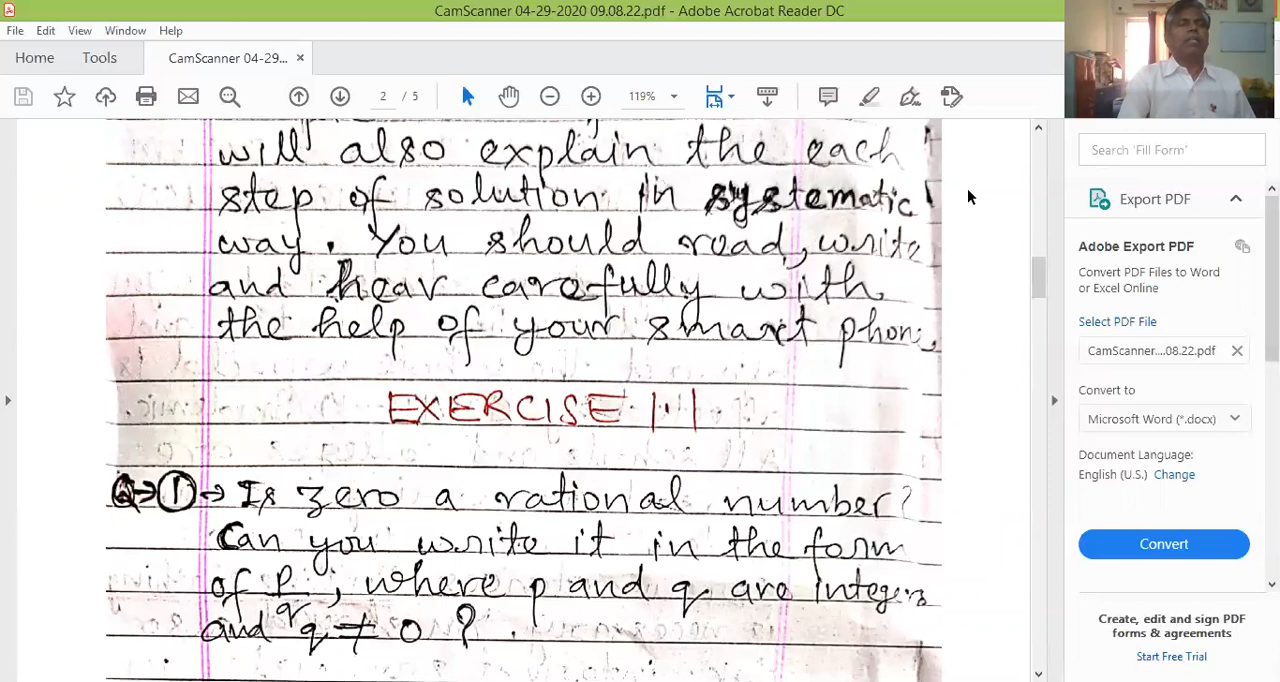 CamScanner 04-29-2020 09.08.22.pdf - Adobe Acrobat Reader DC
File Edit View Window Help
Home Tools CamScanner 04-29... ×
2 / 5 119%
will also explain the each
step of solution in systematic
way. You should read, write
and hear carefully with
the help of your smart phone
EXERCISE 1.1
Q→ 1 → Is zero a rational number?
Can you write it in the form
of p/q, where p and q are integers
and q ≠ 0 ?
Search 'Fill Form'
Export PDF
Adobe Export PDF
Convert PDF Files to Word
or Excel Online
Select PDF File
CamScanner....08.22.pdf
Convert to
Microsoft Word (*.docx)
Document Language:
English (U.S.) Change
Convert
Create, edit and sign PDF
forms & agreements
Start Free Trial